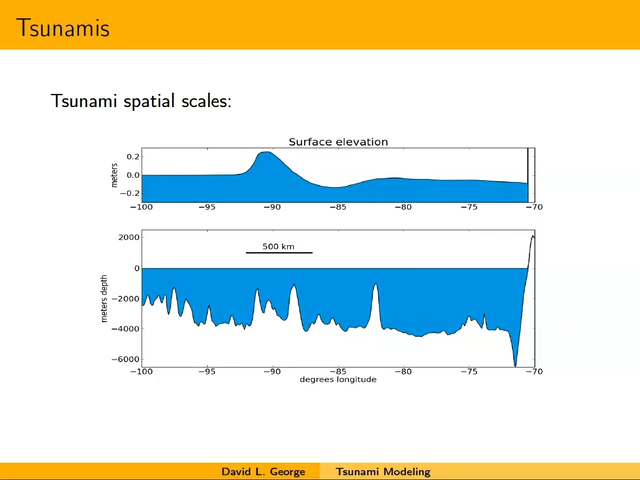 Tsunamis
Tsunami spatial scales:
Surface elevation
meters
0.2
0.0
−0.2
−100 −95 −90 −85 −80 −75 −70
500 km
meters depth
2000
0
−2000
−4000
−6000
−100 −95 −90 −85 −80 −75 −70
degrees longitude
David L. George Tsunami Modeling